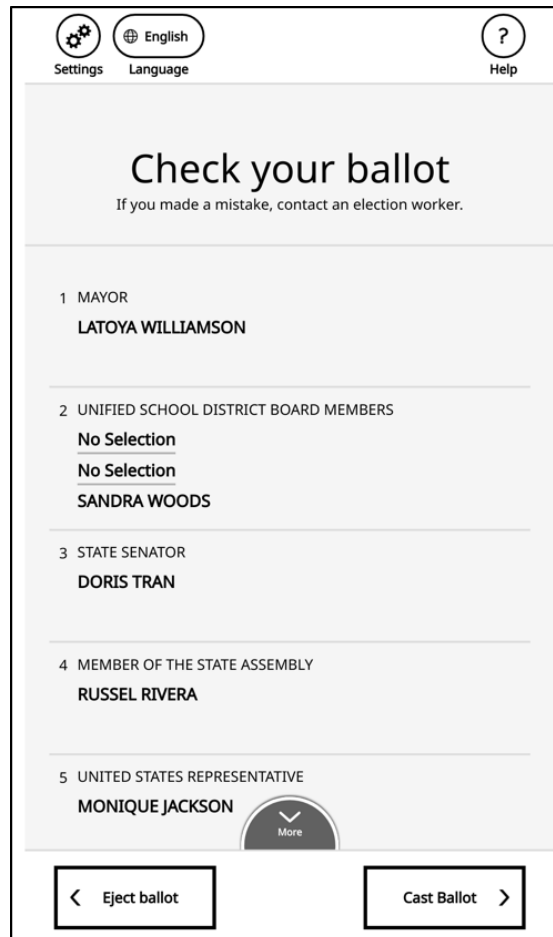 English
?
Settings
Language
Help
Check your ballot
If you made a mistake, contact an election worker.
1 MAYOR
LATOYA WILLIAMSON
2 UNIFIED SCHOOL DISTRICT BOARD MEMBERS
No Selection
No Selection
SANDRA WOODS
3 STATE SENATOR
DORIS TRAN
4 MEMBER OF THE STATE ASSEMBLY
RUSSEL RIVERA
5 UNITED STATES REPRESENTATIVE
MONIQUE JACKSON
More
Eject ballot
Cast Ballot